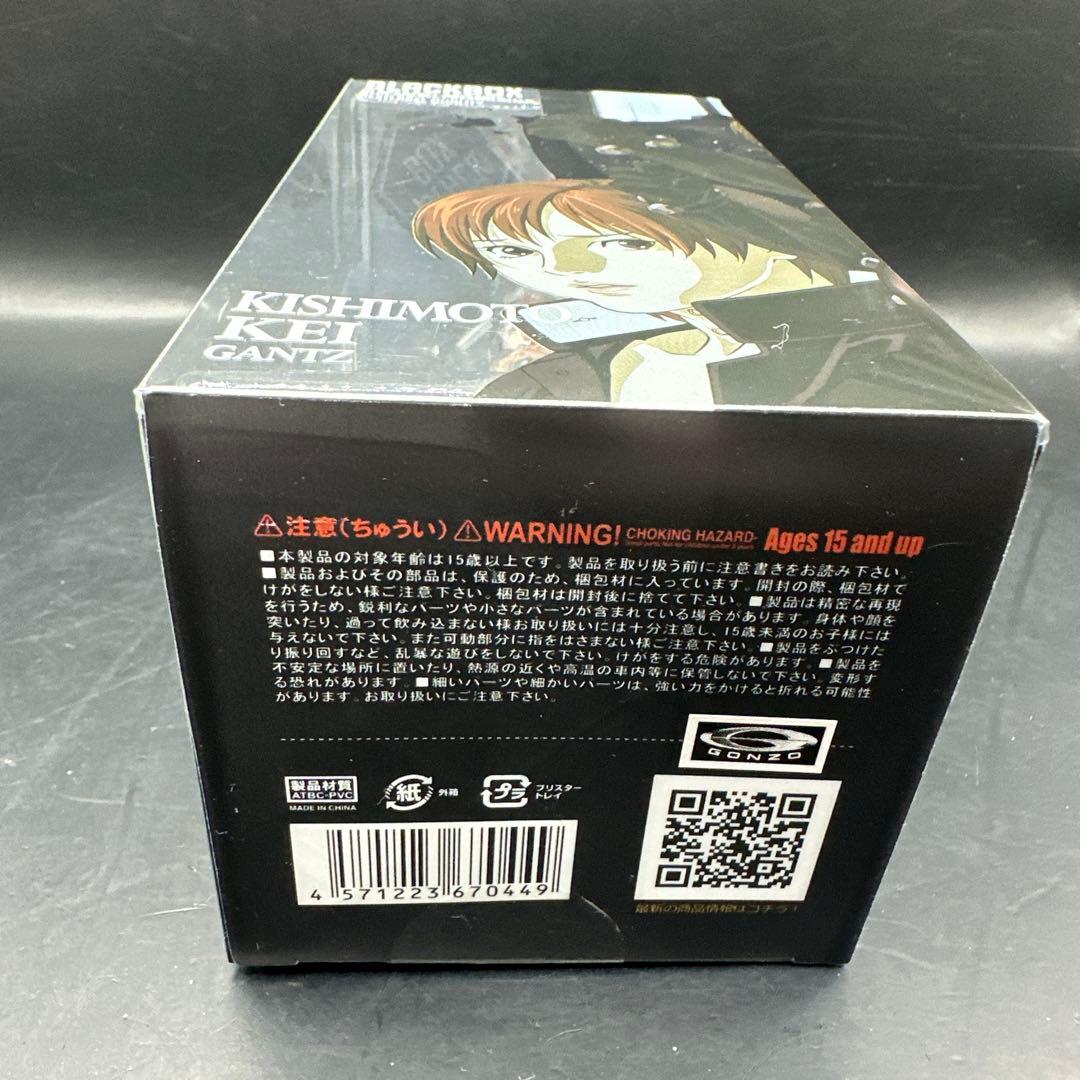 BLACKBOX
KISHIMOTO
KEI
GANTZ
⚠注意(ちゅうい) ⚠WARNING! CHOKING HAZARD- Ages 15 and up
■本製品の対象年齢は15歳以上です。製品を取り扱う前に注意書きをお読み下さい。
■製品およびその部品は、保護のため、梱包材に入っています。開封の際、梱包材で
けがをしない様ご注意下さい。梱包材は開封後に捨てて下さい。■製品は精密な再現
を行うため、鋭利なパーツや小さなパーツが含まれている場合があります。身体や顔を
突いたり、過って飲み込まない様お取り扱いには十分注意し、15歳未満のお子様には
与えないで下さい。また可動部分に指をはさまない様ご注意下さい。■製品をぶつけた
り振り回すなど、乱暴な遊びをしないで下さい。けがをする危険があります。■製品を
不安定な場所に置いたり、熱源の近くや高温の車内等に保管しないで下さい。変形す
る恐れがあります。■細いパーツや細かいパーツは、強い力をかけると折れる可能性
があります。お取り扱いにご注意下さい。
GONZO
製品材質
ATBC-PVC
MADE IN CHINA
紙 外箱
プラ ブリスター
トレイ
4 571223 670449
最新の商品情報はコチラ!